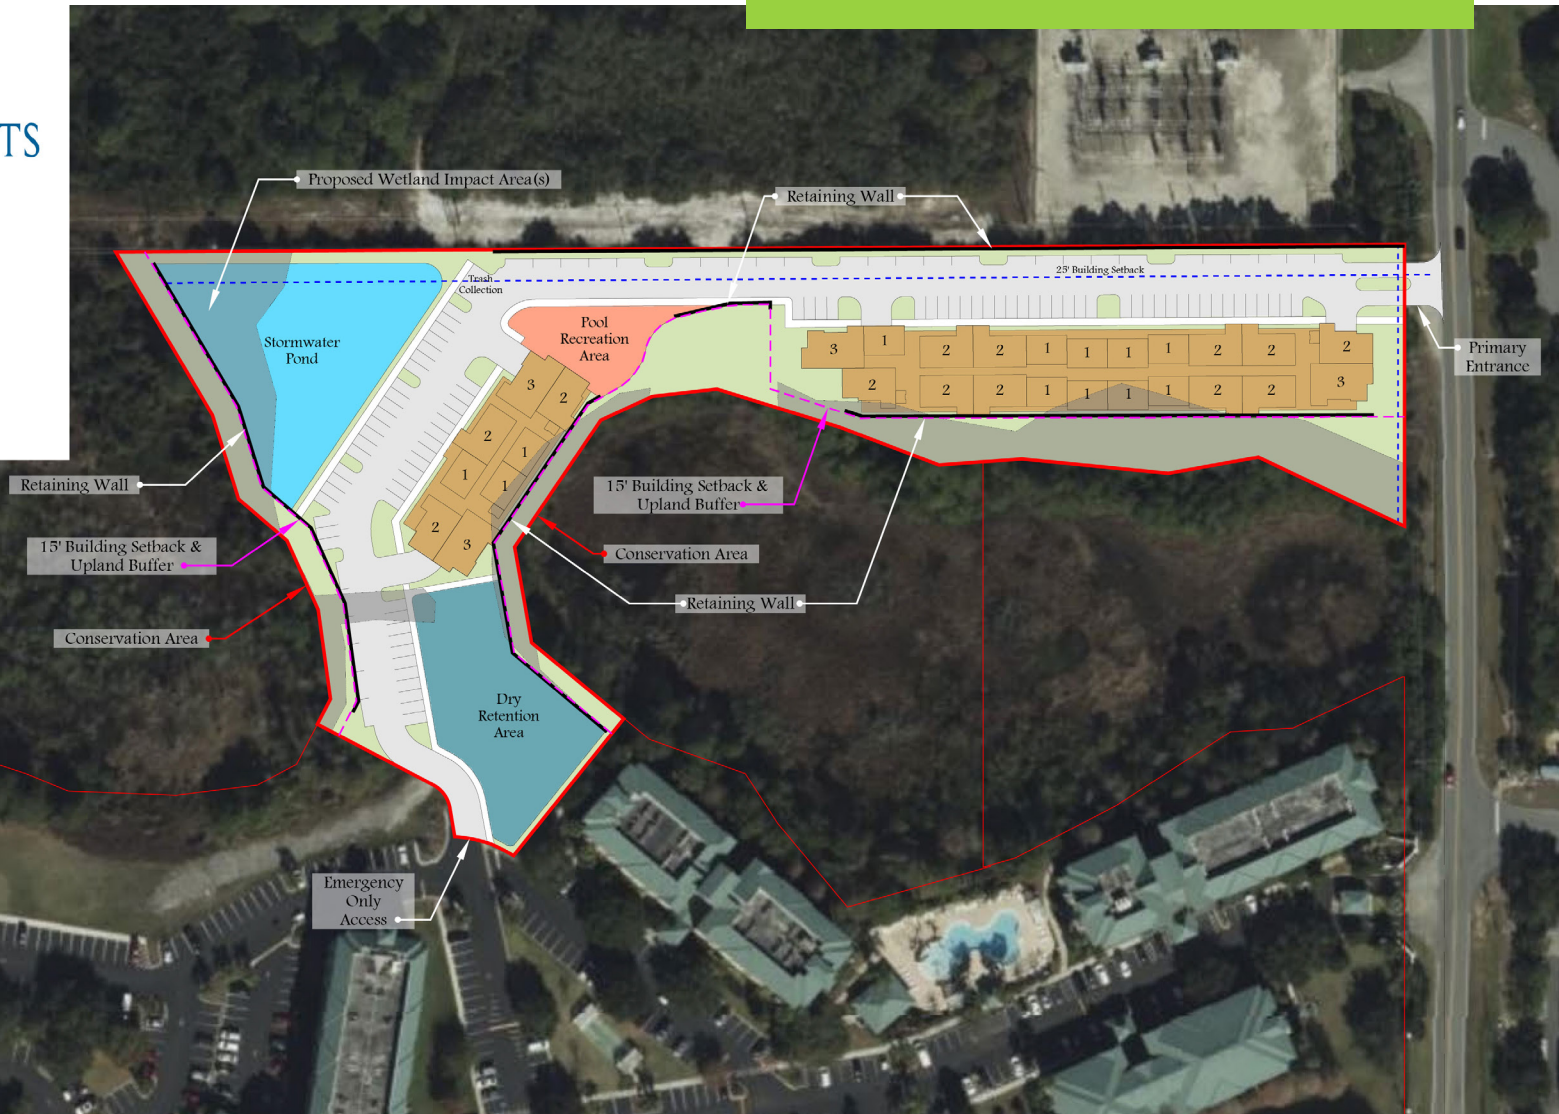 TS
Proposed Wetland Impact Area(s)
Retaining Wall
Trash
Collection
25' Building Setback
Pool
Recreation
Area
Stormwater
Pond
Primary
Entrance
3
1
2
2
2
1
1
1
1
2
2
2
2
2
1
1
1
1
2
2
3
3
2
2
1
1
1
2
3
Retaining Wall
15' Building Setback &
Upland Buffer
15' Building Setback &
Upland Buffer
Conservation Area
Retaining Wall
Conservation Area
Dry
Retention
Area
Emergency
Only
Access